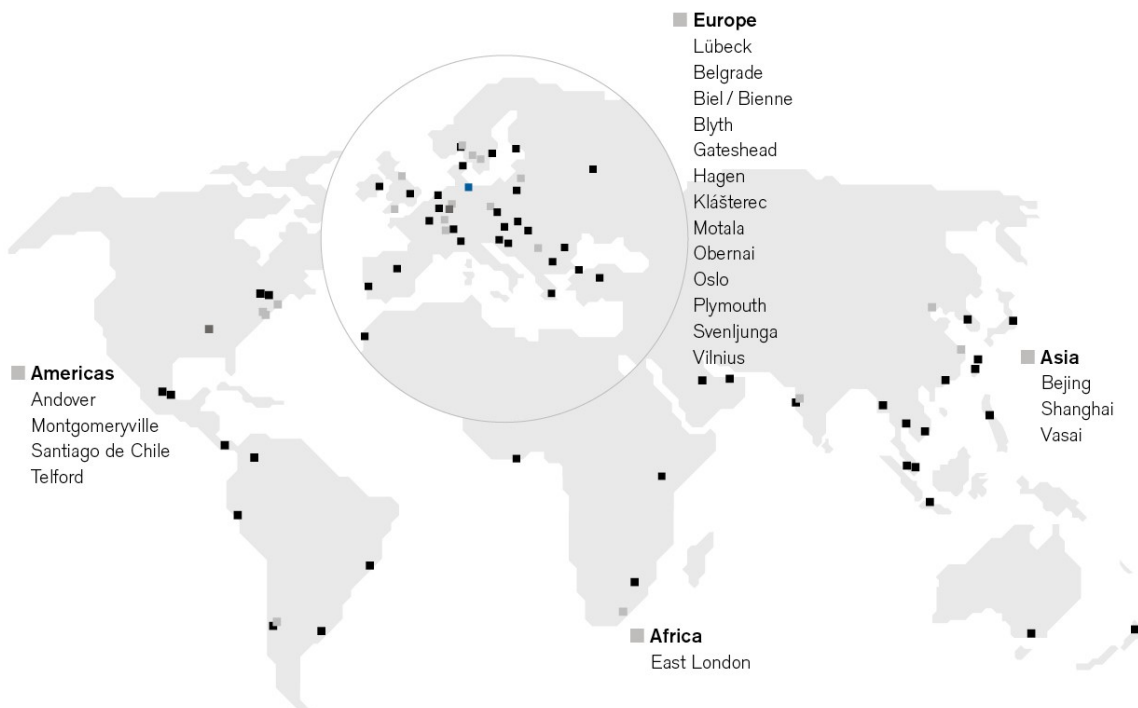 Europe
Lübeck
Belgrade
Biel / Bienne
Blyth
Gateshead
Hagen
Klášterec
Motala
Obernai
Oslo
Plymouth
Svenljunga
Vilnius
Americas
Andover
Montgomeryville
Santiago de Chile
Telford
Asia
Bejing
Shanghai
Vasai
Africa
East London